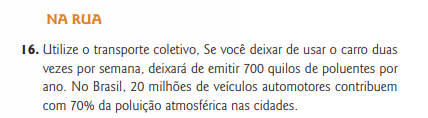 NA RUA
16. Utilize o transporte coletivo, Se você deixar de usar o carro duas
vezes por semana, deixará de emitir 700 quilos de poluentes por
ano. No Brasil, 20 milhões de veículos automotores contribuem
com 70% da poluição atmosférica nas cidades.